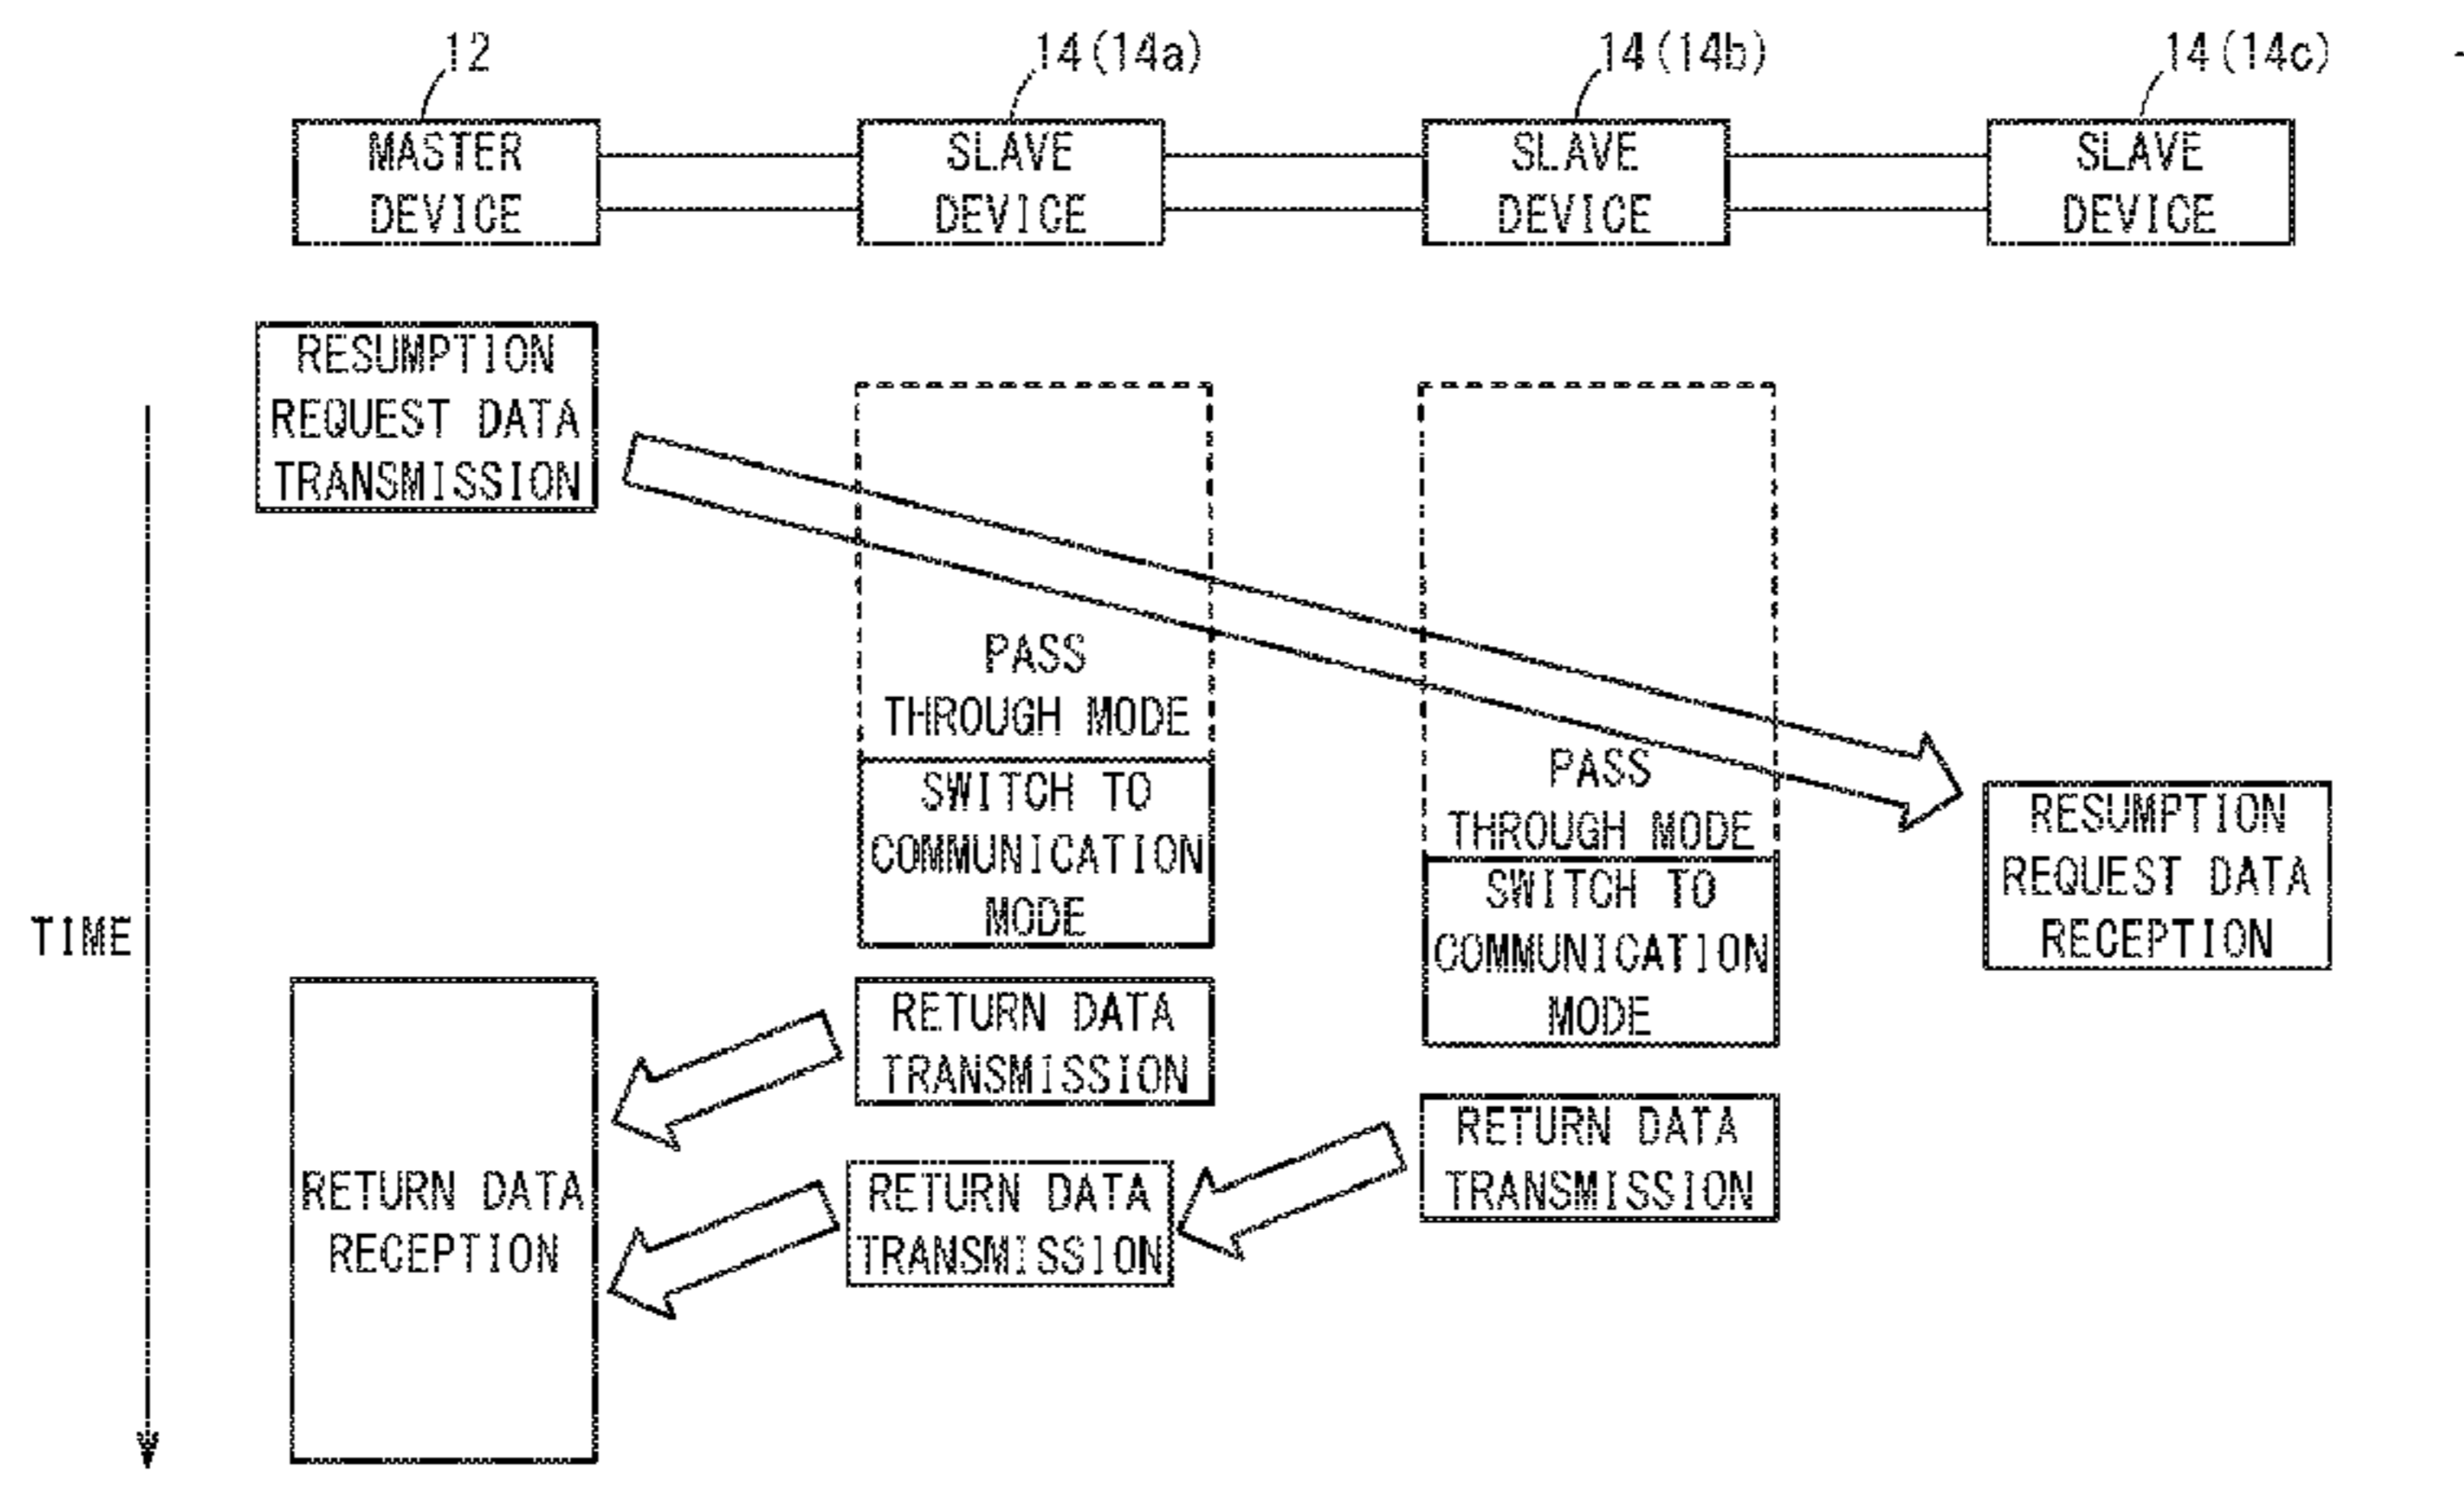 12
14(14a)
14(14b)
14(14c)
MASTER
DEVICE
SLAVE
DEVICE
SLAVE
DEVICE
SLAVE
DEVICE
RESUMPTION
REQUEST DATA
TRANSMISSION
PASS
THROUGH MODE
SWITCH TO
COMMUNICATION
MODE
PASS
THROUGH MODE
SWITCH TO
COMMUNICATION
MODE
RESUMPTION
REQUEST DATA
RECEPTION
TIME
RETURN DATA
TRANSMISSION
RETURN DATA
TRANSMISSION
RETURN DATA
TRANSMISSION
RETURN DATA
RECEPTION